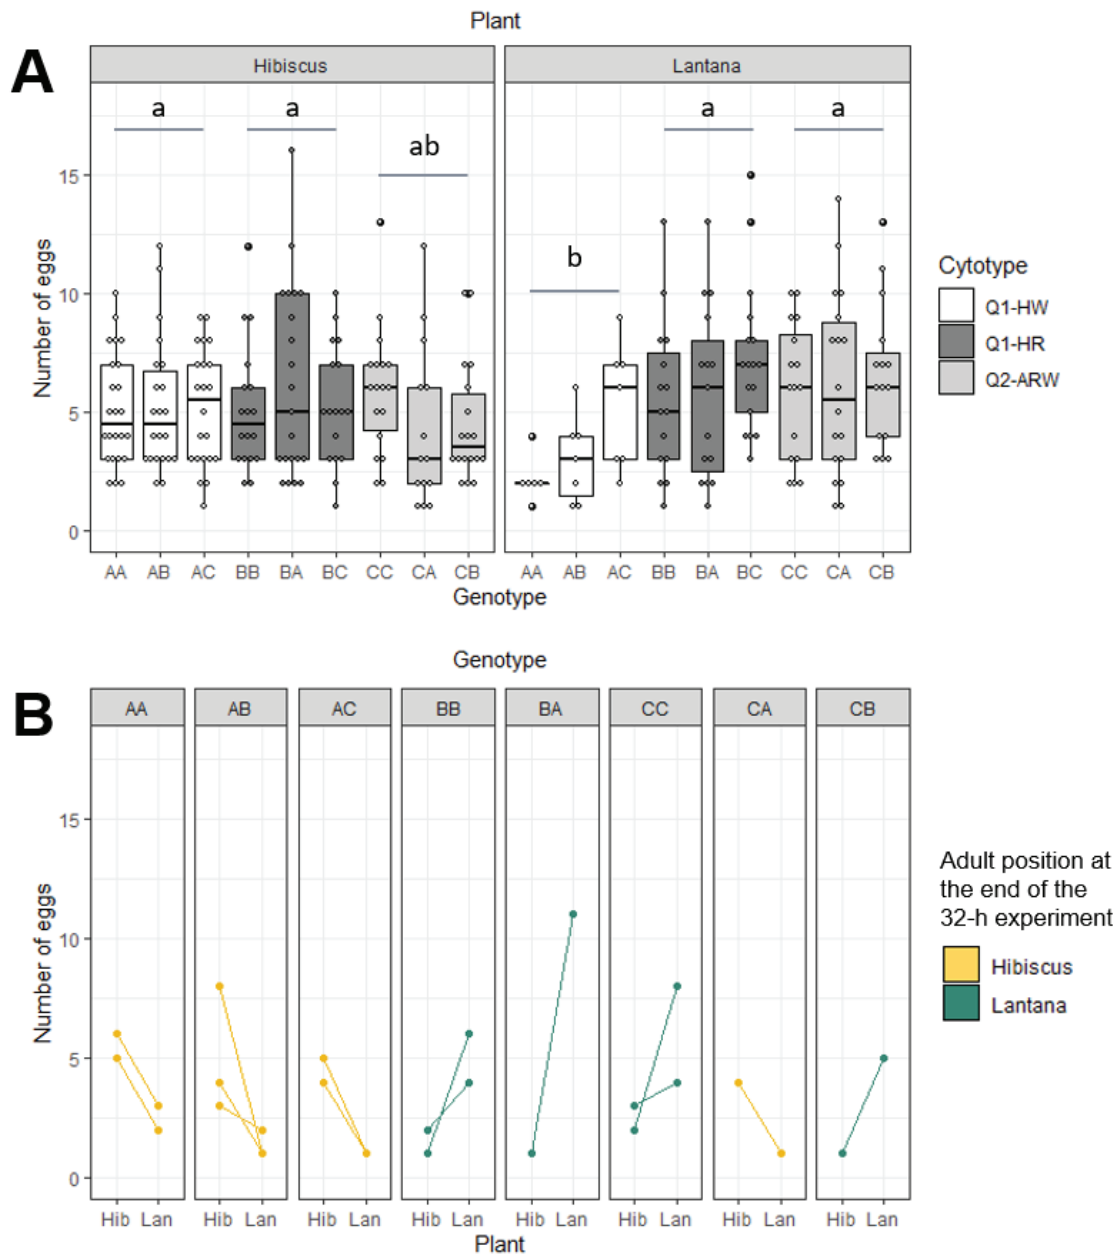 Plant
A
Hibiscus Lantana
a a ab b a a
Number of eggs
15
10
5
0
AA AB AC BB BA BC CC CA CB AA AB AC BB BA BC CC CA CB
Genotype
Cytotype
Q1-HW
Q1-HR
Q2-ARW
Genotype
B
AA AB AC BB BA CC CA CB
Number of eggs
15
10
5
0
Hib Lan Hib Lan Hib Lan Hib Lan Hib Lan Hib Lan Hib Lan Hib Lan
Plant
Adult position at
the end of the
32-h experiment
Hibiscus
Lantana